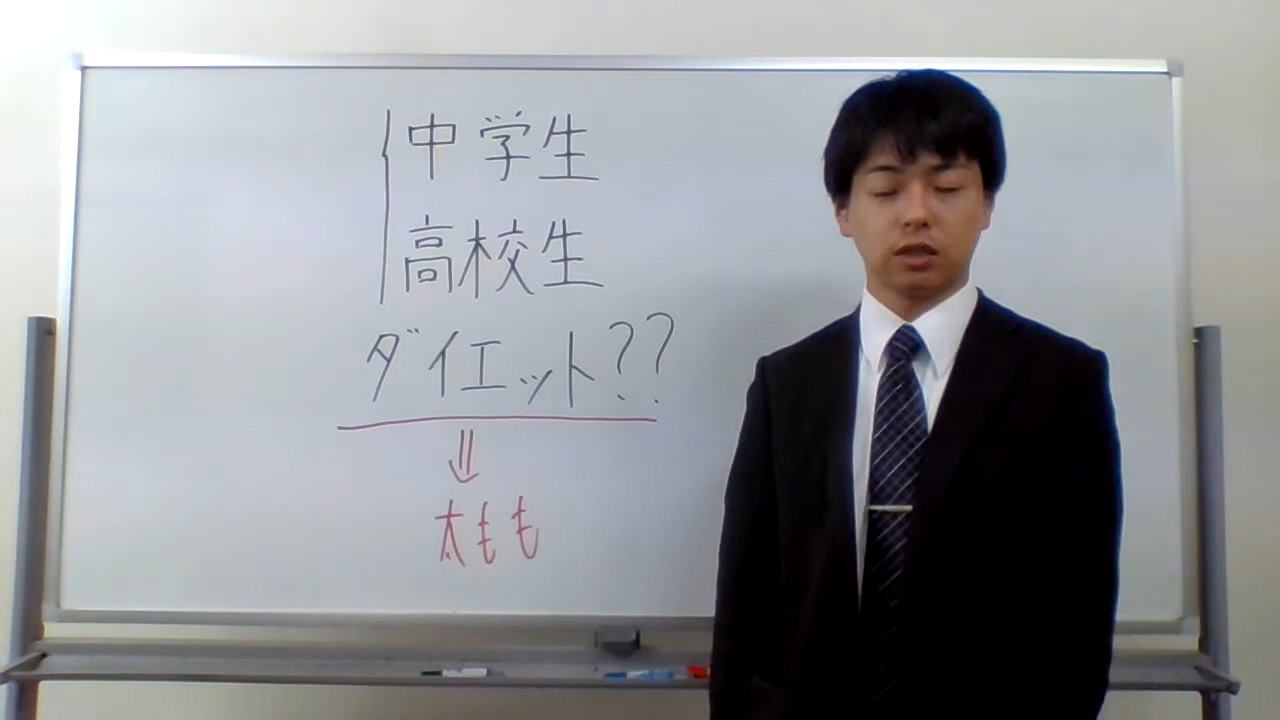 中学生
高校生
ダイエット??
⇓
太もも